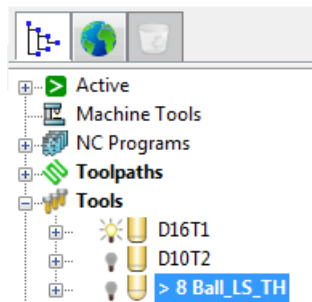 Active
Machine Tools
NC Programs
Toolpaths
Tools
D16T1
D10T2
> 8 Ball_LS_TH